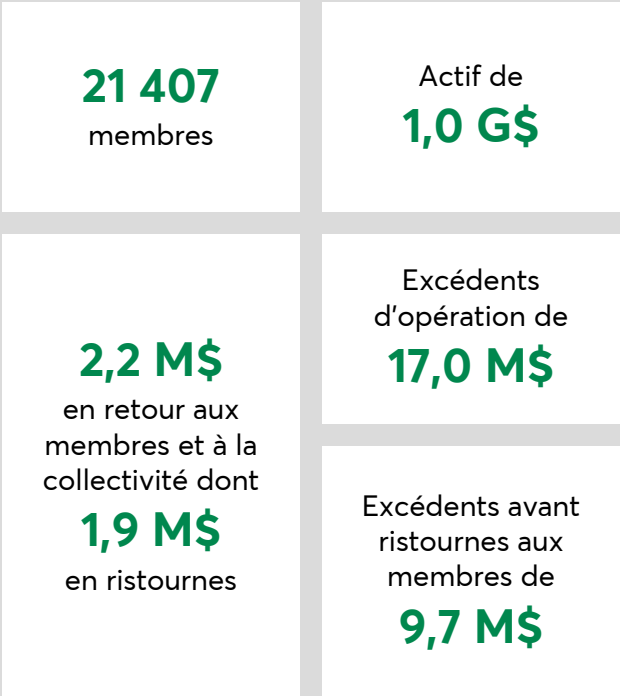 21 407
membres
Actif de
1,0 G$
2,2 M$
en retour aux
membres et à la
collectivité dont
1,9 M$
en ristournes
Excédents
d'opération de
17,0 M$
Excédents avant
ristournes aux
membres de
9,7 M$